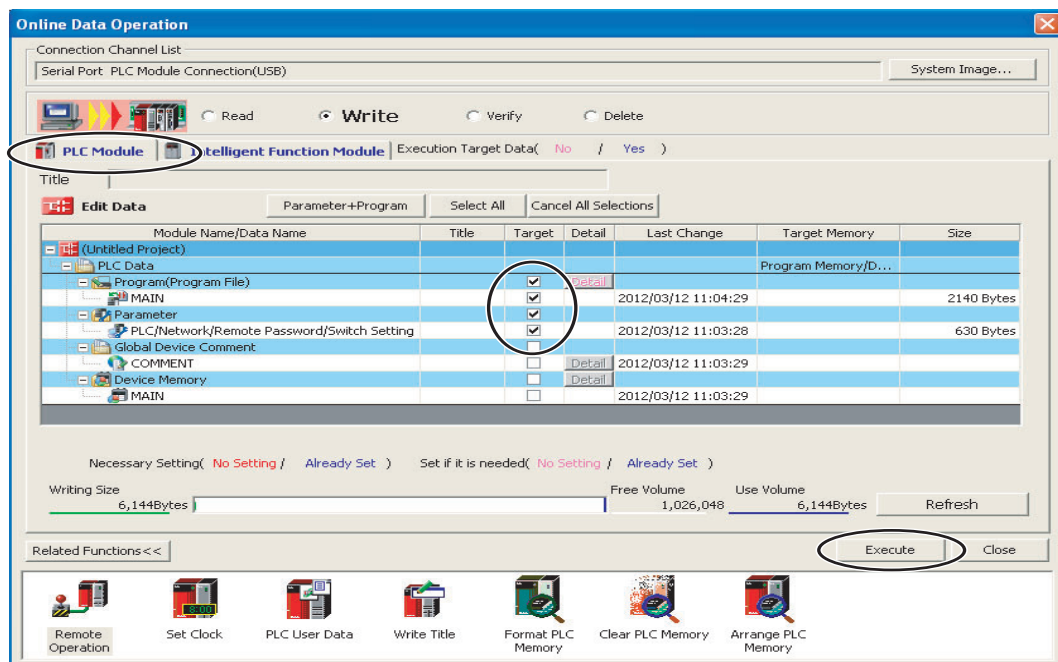 Online Data Operation
Connection Channel List
Serial Port PLC Module Connection(USB)
System Image...
Read Write Verify Delete
PLC Module Intelligent Function Module Execution Target Data( No / Yes )
Title
Edit Data Parameter+Program Select All Cancel All Selections
Module Name/Data Name Title Target Detail Last Change Target Memory Size
(Untitled Project)
PLC Data Program Memory/D...
Program(Program File) Detail
MAIN 2012/03/12 11:04:29 2140 Bytes
Parameter
PLC/Network/Remote Password/Switch Setting 2012/03/12 11:03:28 630 Bytes
Global Device Comment
COMMENT Detail 2012/03/12 11:03:29
Device Memory Detail
MAIN 2012/03/12 11:03:29
Necessary Setting( No Setting / Already Set ) Set if it is needed( No Setting / Already Set )
Writing Size Free Volume Use Volume
6,144Bytes 1,026,048 6,144Bytes Refresh
Related Functions<< Execute Close
8:00
Remote Set Clock PLC User Data Write Title Format PLC Clear PLC Memory Arrange PLC
Operation Memory Memory